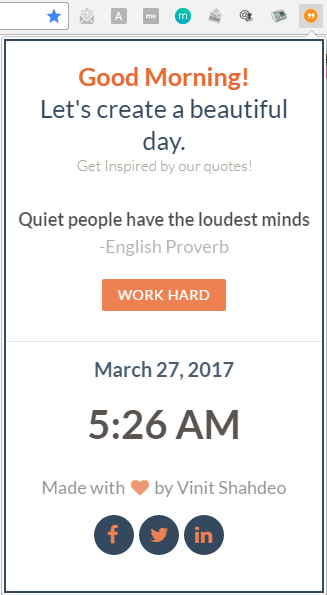 A
me
m
Good Morning!
Let's create a beautiful
day.
Get Inspired by our quotes!
Quiet people have the loudest minds
-English Proverb
WORK HARD
March 27, 2017
5:26 AM
Made with by Vinit Shahdeo
f
in